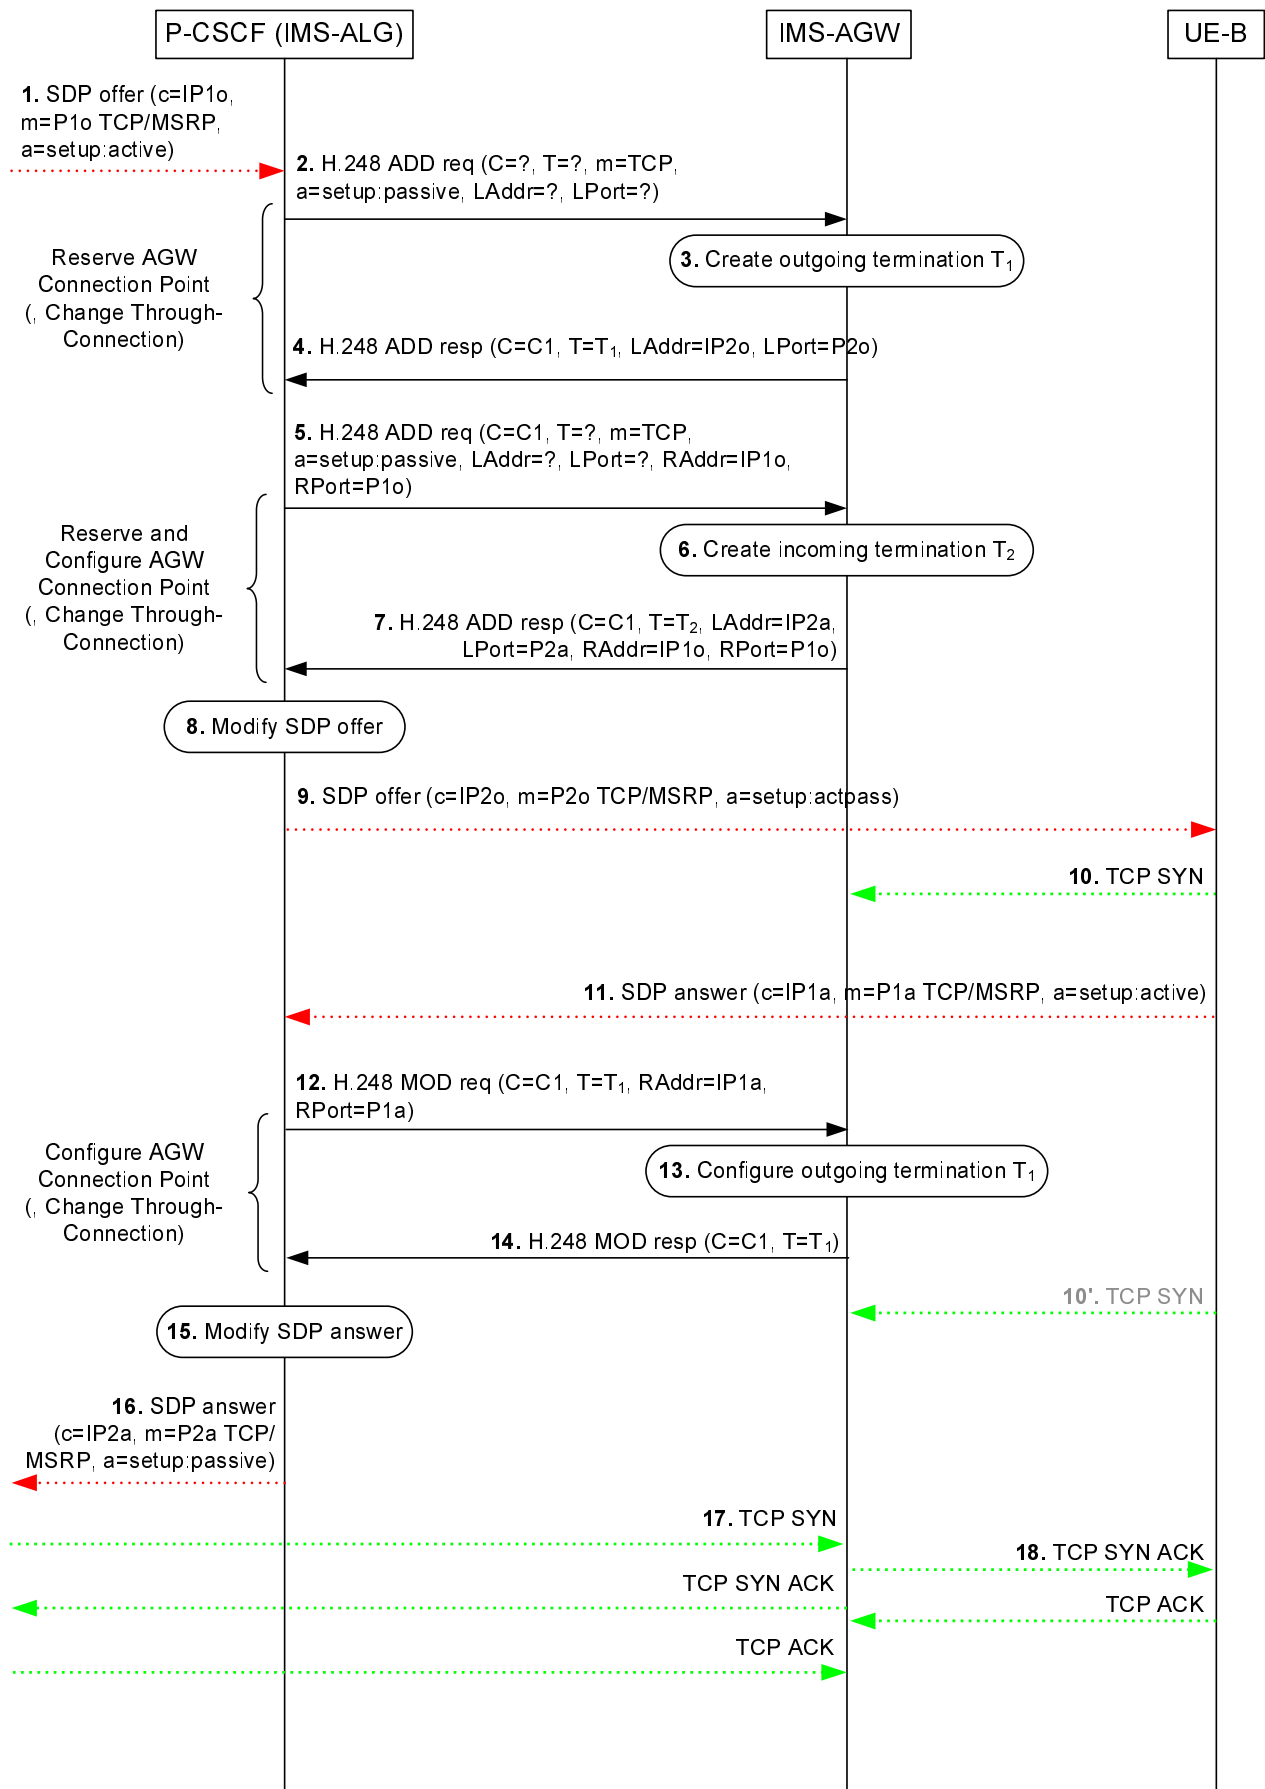 P-CSCF (IMS-ALG)
IMS-AGW
UE-B
1. SDP offer (c=IP1o,
m=P1o TCP/MSRP,
a=setup:active)
2. H.248 ADD req (C=?, T=?, m=TCP,
a=setup:passive, LAddr=?, LPort=?)
Reserve AGW
Connection Point
(, Change Through-
Connection)
3. Create outgoing termination T1
4. H.248 ADD resp (C=C1, T=T1, LAddr=IP2o, LPort=P2o)
5. H.248 ADD req (C=C1, T=?, m=TCP,
a=setup:passive, LAddr=?, LPort=?, RAddr=IP1o,
RPort=P1o)
Reserve and
Configure AGW
Connection Point
(, Change Through-
Connection)
6. Create incoming termination T2
7. H.248 ADD resp (C=C1, T=T2, LAddr=IP2a,
LPort=P2a, RAddr=IP1o, RPort=P1o)
8. Modify SDP offer
9. SDP offer (c=IP2o, m=P2o TCP/MSRP, a=setup:actpass)
10. TCP SYN
11. SDP answer (c=IP1a, m=P1a TCP/MSRP, a=setup:active)
12. H.248 MOD req (C=C1, T=T1, RAddr=IP1a,
RPort=P1a)
Configure AGW
Connection Point
(, Change Through-
Connection)
13. Configure outgoing termination T1
14. H.248 MOD resp (C=C1, T=T1)
10'. TCP SYN
15. Modify SDP answer
16. SDP answer
(c=IP2a, m=P2a TCP/
MSRP, a=setup:passive)
17. TCP SYN
18. TCP SYN ACK
TCP SYN ACK
TCP ACK
TCP ACK